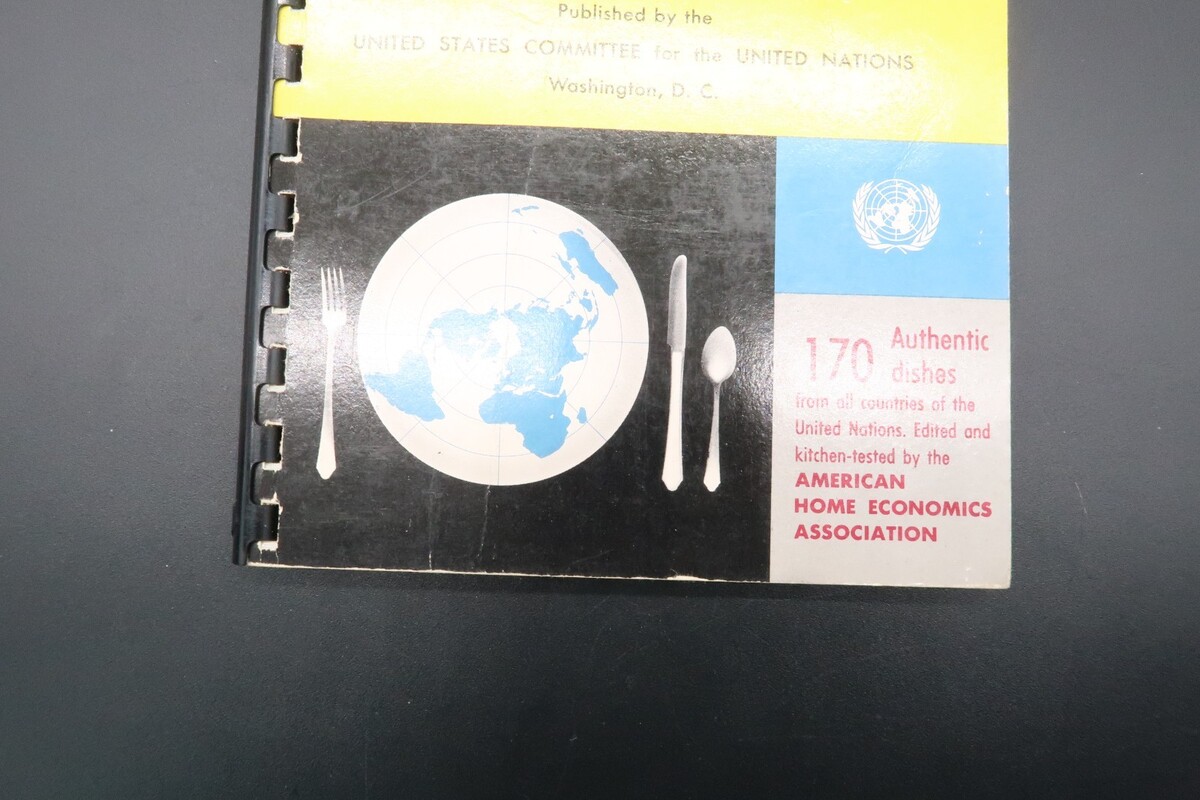 Published by the
UNITED STATES COMMITTEE for the UNITED NATIONS
Washington, D. C.
170 Authentic
dishes
from all countries of the
United Nations. Edited and
kitchen-tested by the
AMERICAN
HOME ECONOMICS
ASSOCIATION